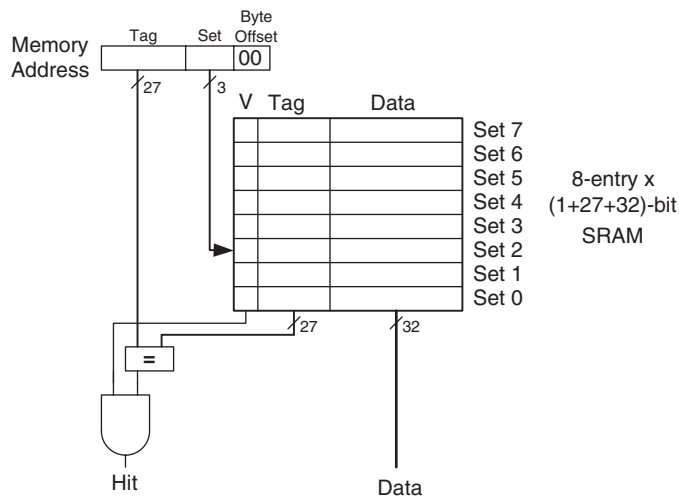 Memory
Address
Tag
Set
Byte
Offset
00
27
3
V
Tag
Data
Set 7
Set 6
Set 5
Set 4
Set 3
Set 2
Set 1
Set 0
8-entry x
(1+27+32)-bit
SRAM
27
32
=
Hit
Data